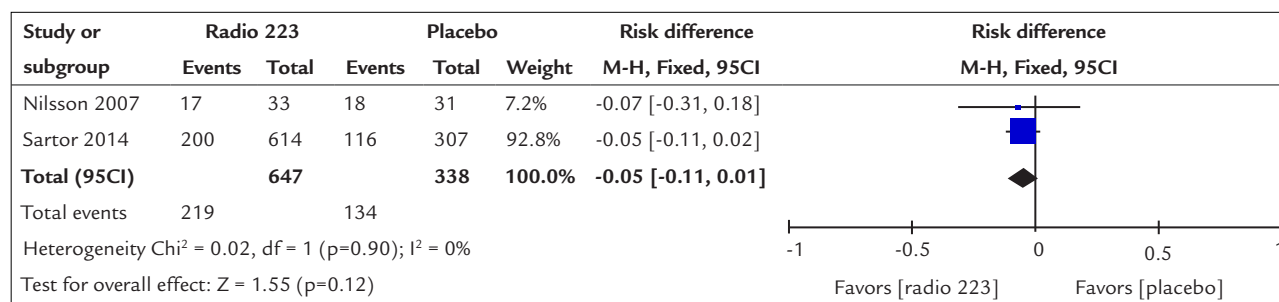 Study or Radio 223 Placebo Risk difference Risk difference
subgroup Events Total Events Total Weight M-H, Fixed, 95CI M-H, Fixed, 95CI
Nilsson 2007 17 33 18 31 7.2% -0.07 [-0.31, 0.18]
Sartor 2014 200 614 116 307 92.8% -0.05 [-0.11, 0.02]
Total (95CI) 647 338 100.0% -0.05 [-0.11, 0.01]
Total events 219 134
Heterogeneity Chi² = 0.02, df = 1 (p=0.90); I² = 0%
-1 -0.5 0 0.5 1
Test for overall effect: Z = 1.55 (p=0.12)
Favors [radio 223] Favors [placebo]